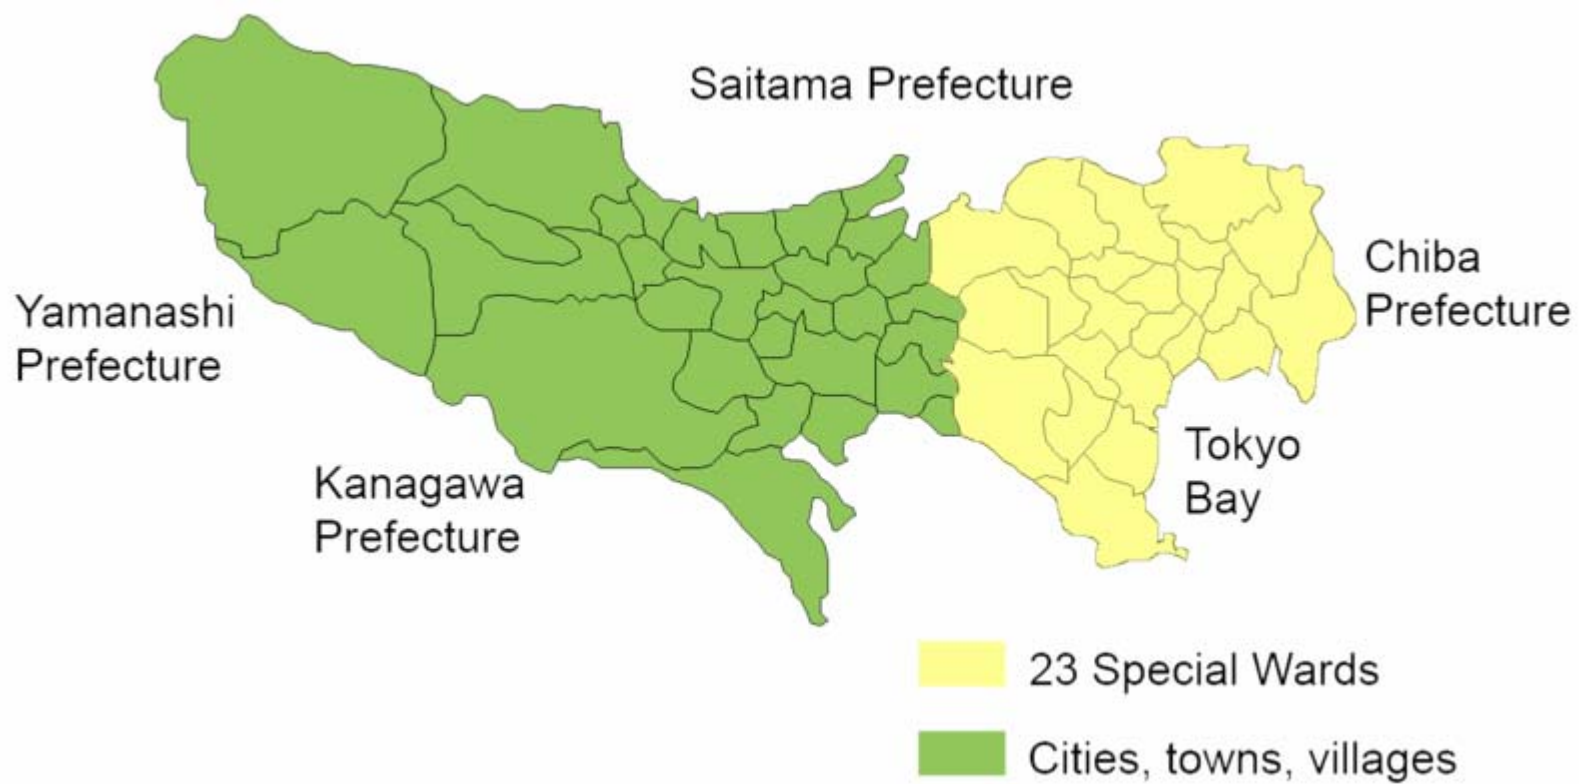 Saitama Prefecture
Chiba
Prefecture
Yamanashi
Prefecture
Tokyo
Bay
Kanagawa
Prefecture
23 Special Wards
Cities, towns, villages